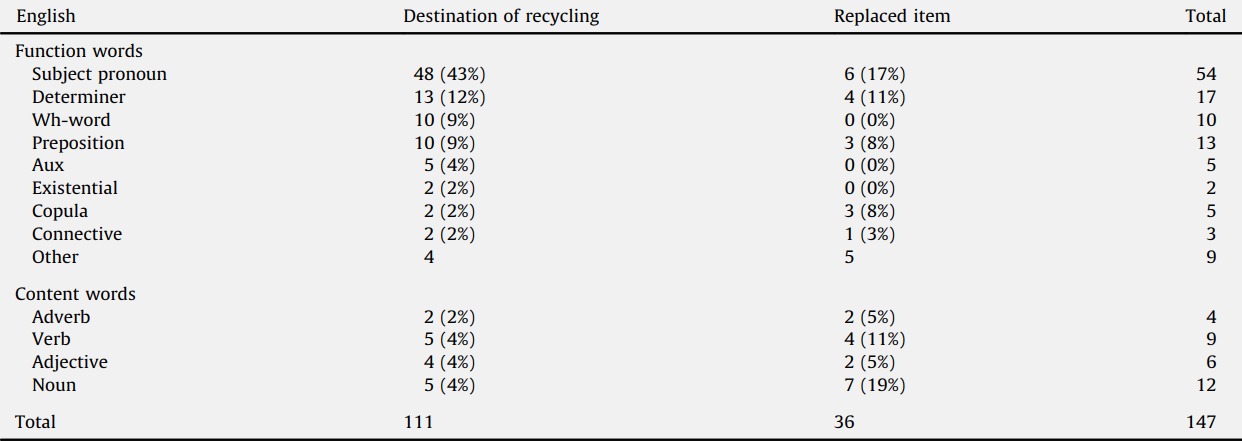 English Destination of recycling Replaced item Total
Function words
Subject pronoun 48 (43%) 6 (17%) 54
Determiner 13 (12%) 4 (11%) 17
Wh-word 10 (9%) 0 (0%) 10
Preposition 10 (9%) 3 (8%) 13
Aux 5 (4%) 0 (0%) 5
Existential 2 (2%) 0 (0%) 2
Copula 2 (2%) 3 (8%) 5
Connective 2 (2%) 1 (3%) 3
Other 4 5 9
Content words
Adverb 2 (2%) 2 (5%) 4
Verb 5 (4%) 4 (11%) 9
Adjective 4 (4%) 2 (5%) 6
Noun 5 (4%) 7 (19%) 12
Total 111 36 147